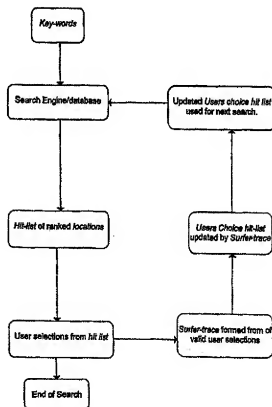 Key-words
Search Engine/database
Updated Users choice hit list
used for next search.
Hit-list of ranked locations
Users Choice hit-list
updated by Surfer-trace
User selections from hit list
Surfer-trace formed from of
valid user selections
End of Search